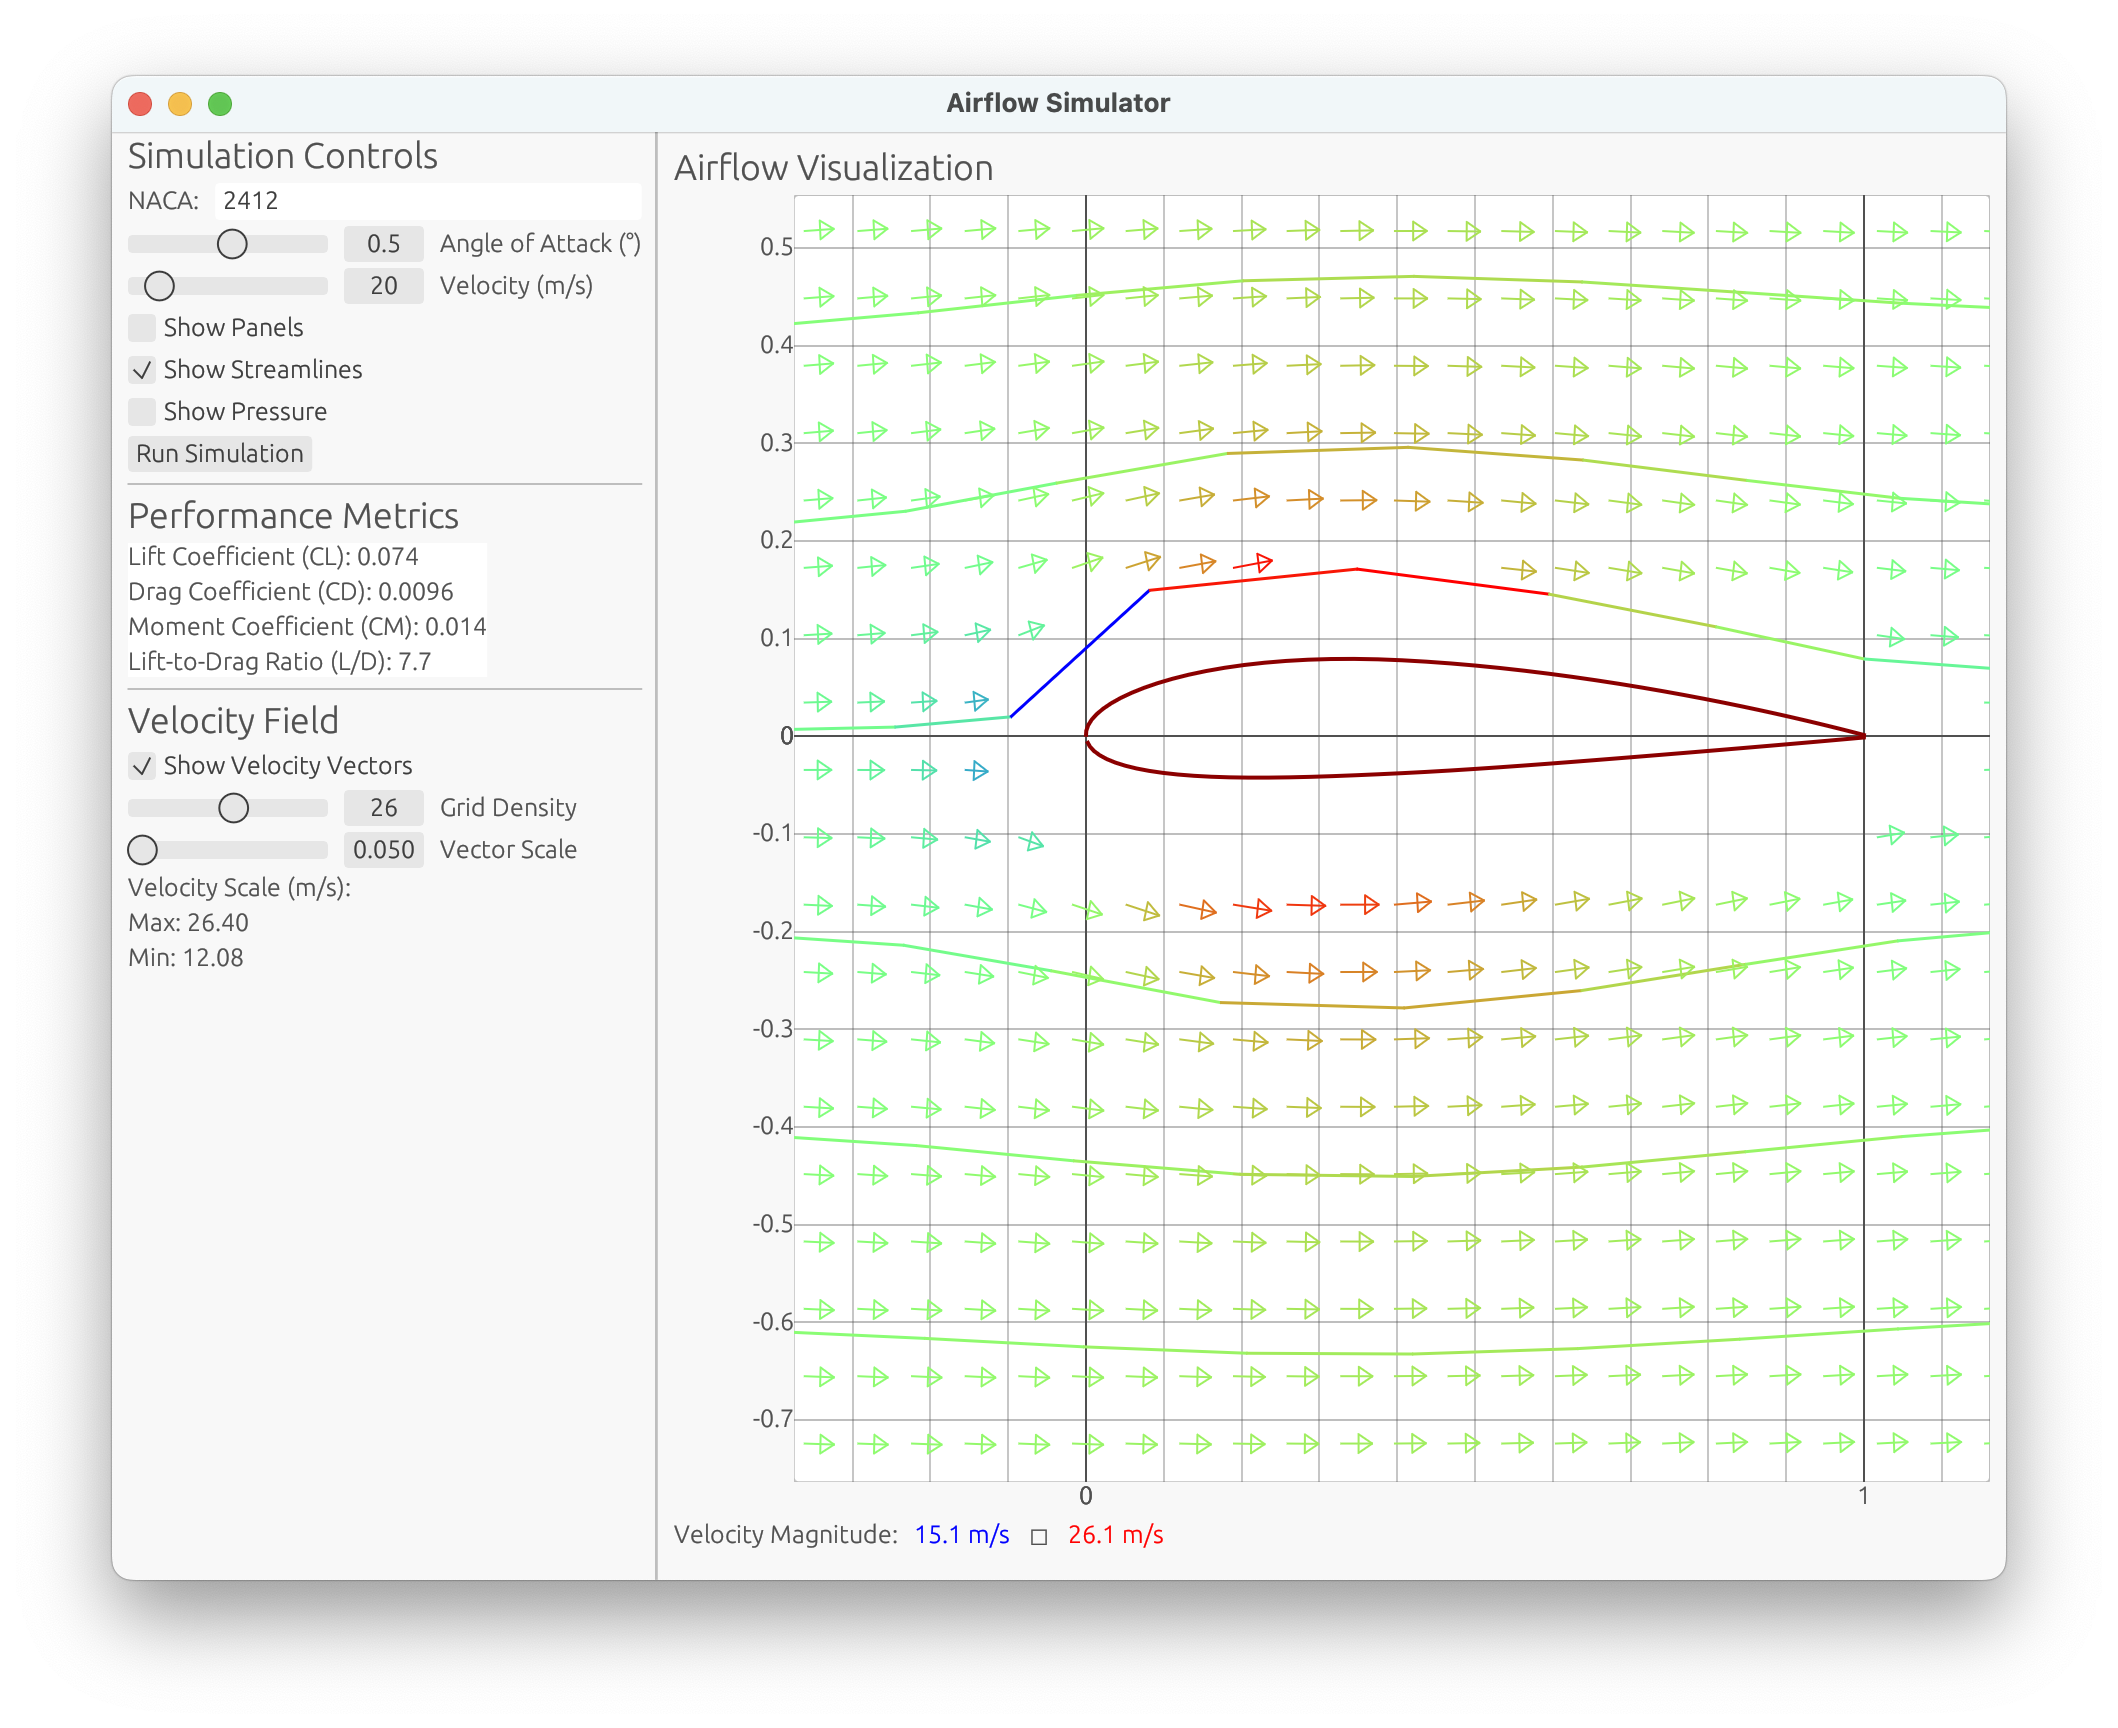 Airflow Simulator
Simulation Controls
NACA: 2412
0.5 Angle of Attack (°)
20 Velocity (m/s)
Show Panels
Show Streamlines
Show Pressure
Run Simulation
Performance Metrics
Lift Coefficient (CL): 0.074
Drag Coefficient (CD): 0.0096
Moment Coefficient (CM): 0.014
Lift-to-Drag Ratio (L/D): 7.7
Velocity Field
Show Velocity Vectors
26 Grid Density
0.050 Vector Scale
Velocity Scale (m/s):
Max: 26.40
Min: 12.08
Airflow Visualization
0.5
0.4
0.3
0.2
0.1
0
-0.1
-0.2
-0.3
-0.4
-0.5
-0.6
-0.7
0 1
Velocity Magnitude: 15.1 m/s □ 26.1 m/s